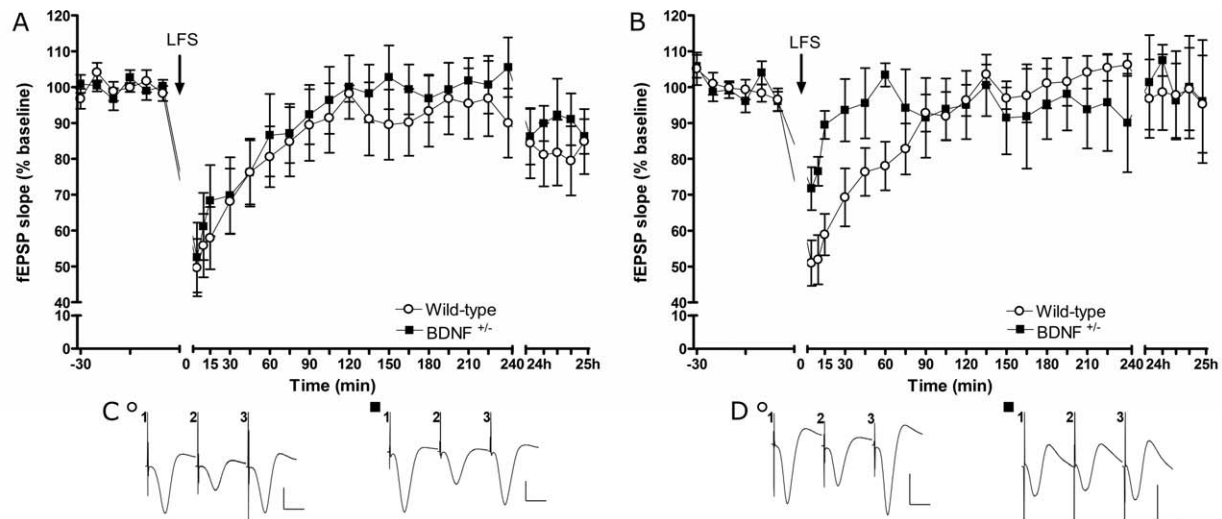 A
LFS
fEPSP slope (% baseline)
120
110
100
90
80
70
60
50
40
10
0
Wild-type
BDNF +/-
-30 0 15 30 60 90 120 150 180 210 240 24h 25h
Time (min)
B
LFS
fEPSP slope (% baseline)
120
110
100
90
80
70
60
50
40
10
0
Wild-type
BDNF +/-
-30 0 15 30 60 90 120 150 180 210 240 24h 25h
Time (min)
C
1 2 3
1 2 3
D
1 2 3
1 2 3